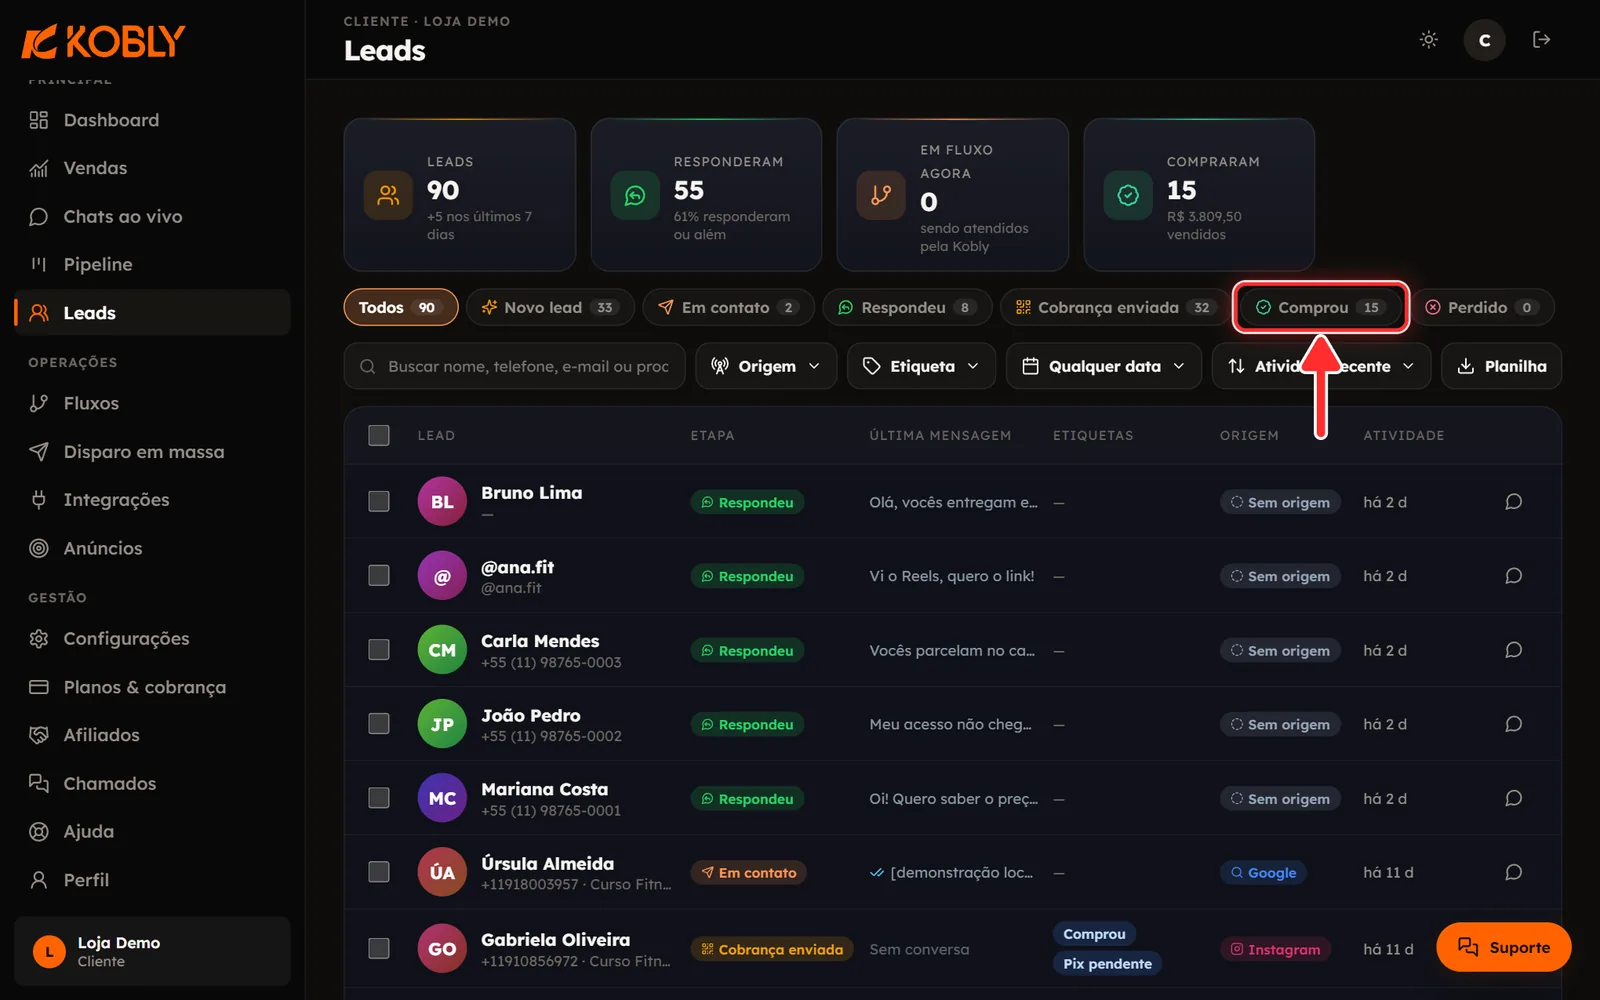 KOBLY
PRINCIPAL
Dashboard
Vendas
Chats ao vivo
Pipeline
Leads
OPERAÇÕES
Fluxos
Disparo em massa
Integrações
Anúncios
GESTÃO
Configurações
Planos & cobrança
Afiliados
Chamados
Ajuda
Perfil
L
Loja Demo
Cliente
CLIENTE · LOJA DEMO
Leads
C
LEADS
90
+5 nos últimos 7
dias
RESPONDERAM
55
61% responderam
ou além
EM FLUXO
AGORA
0
sendo atendidos
pela Kobly
COMPRARAM
15
R$ 3.809,50
vendidos
Todos 90
Novo lead 33
Em contato 2
Respondeu 8
Cobrança enviada 32
Comprou 15
Perdido 0
Buscar nome, telefone, e-mail ou proc
Origem
Etiqueta
Qualquer data
Planilha
LEAD ETAPA ÚLTIMA MENSAGEM ETIQUETAS ORIGEM ATIVIDADE
BL Bruno Lima Respondeu Olá, vocês entregam e... — Sem origem há 2 d
—
@ @ana.fit Respondeu Vi o Reels, quero o link! — Sem origem há 2 d
@ana.fit
CM Carla Mendes Respondeu Vocês parcelam no ca... — Sem origem há 2 d
+55 (11) 98765-0003
JP João Pedro Respondeu Meu acesso não cheg... — Sem origem há 2 d
+55 (11) 98765-0002
MC Mariana Costa Respondeu Oi! Quero saber o preç... — Sem origem há 2 d
+55 (11) 98765-0001
ÚA Úrsula Almeida Em contato [demonstração loc... — Google há 11 d
+11918003957 · Curso Fitn...
GO Gabriela Oliveira Cobrança enviada Sem conversa Comprou Pix pendente Instagram há 11 d
+11910856972 · Curso Fitn...
Suporte